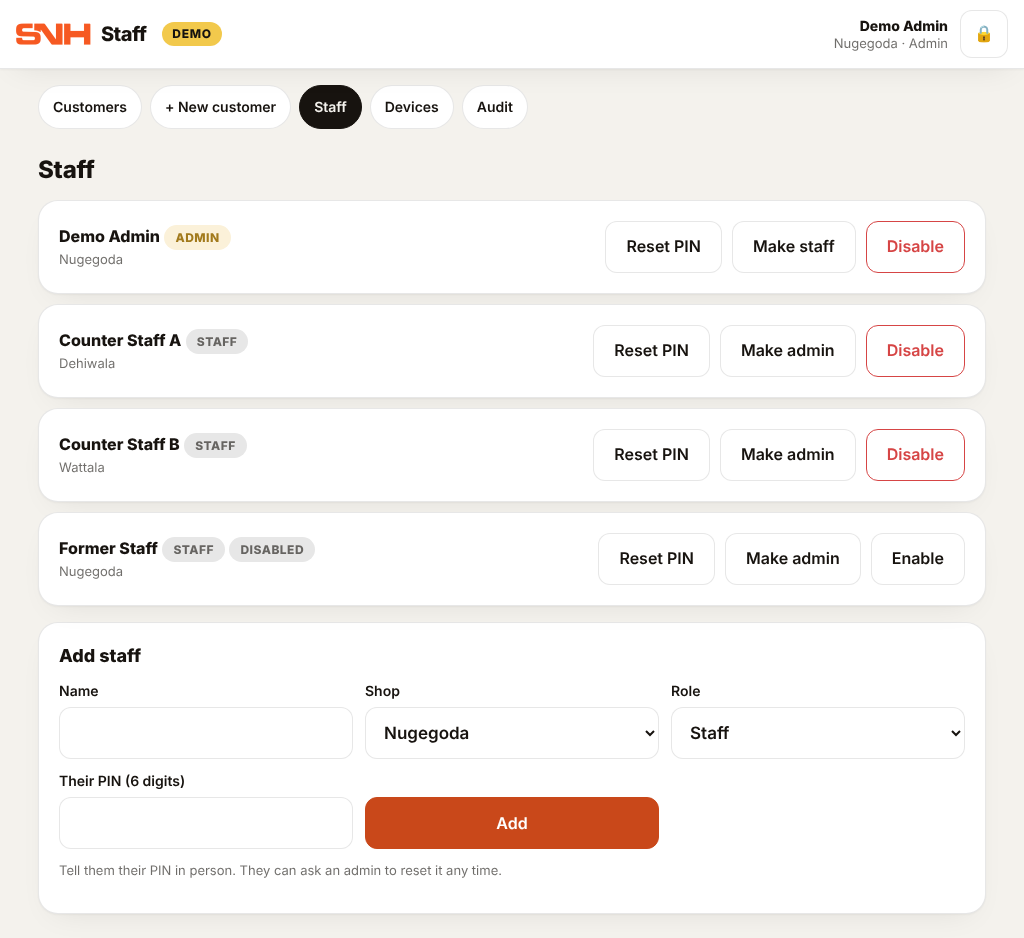 SNH Staff DEMO
Demo Admin
Nugegoda · Admin
Customers + New customer Staff Devices Audit
Staff
Demo Admin ADMIN
Nugegoda
Reset PIN Make staff Disable
Counter Staff A STAFF
Dehiwala
Reset PIN Make admin Disable
Counter Staff B STAFF
Wattala
Reset PIN Make admin Disable
Former Staff STAFF DISABLED
Nugegoda
Reset PIN Make admin Enable
Add staff
Name Shop Role
Nugegoda Staff
Their PIN (6 digits)
Add
Tell them their PIN in person. They can ask an admin to reset it any time.